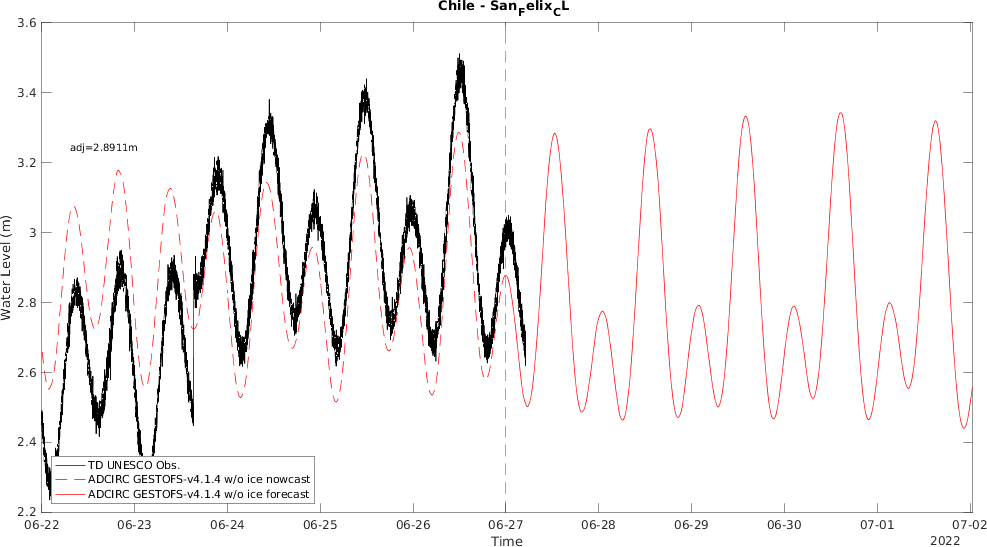 Chile - San_Felix_CL
3.6
3.4
3.2
3
2.8
2.6
2.4
2.2
Water Level (m)
adj=2.8911m
TD UNESCO Obs.
ADCIRC GESTOFS-v4.1.4 w/o ice nowcast
ADCIRC GESTOFS-v4.1.4 w/o ice forecast
06-22 06-23 06-24 06-25 06-26 06-27 06-28 06-29 06-30 07-01 07-02
Time
2022